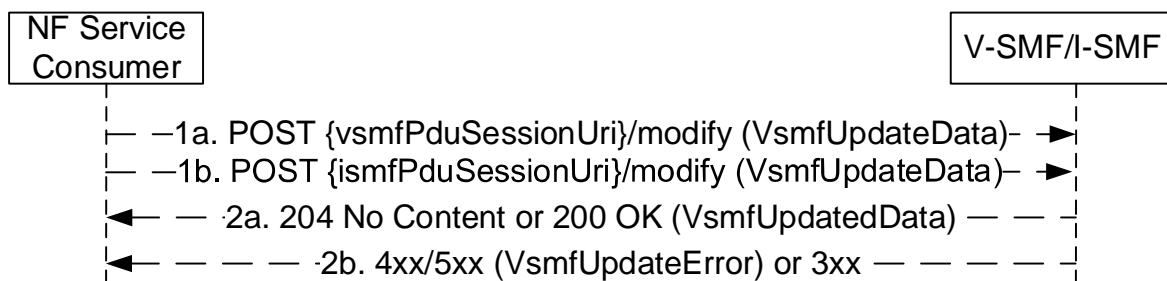 NF Service
Consumer
V-SMF/I-SMF
1a. POST {vsmfPduSessionUri}/modify (VsmfUpdateData)
1b. POST {ismfPduSessionUri}/modify (VsmfUpdateData)
2a. 204 No Content or 200 OK (VsmfUpdatedData)
2b. 4xx/5xx (VsmfUpdateError) or 3xx